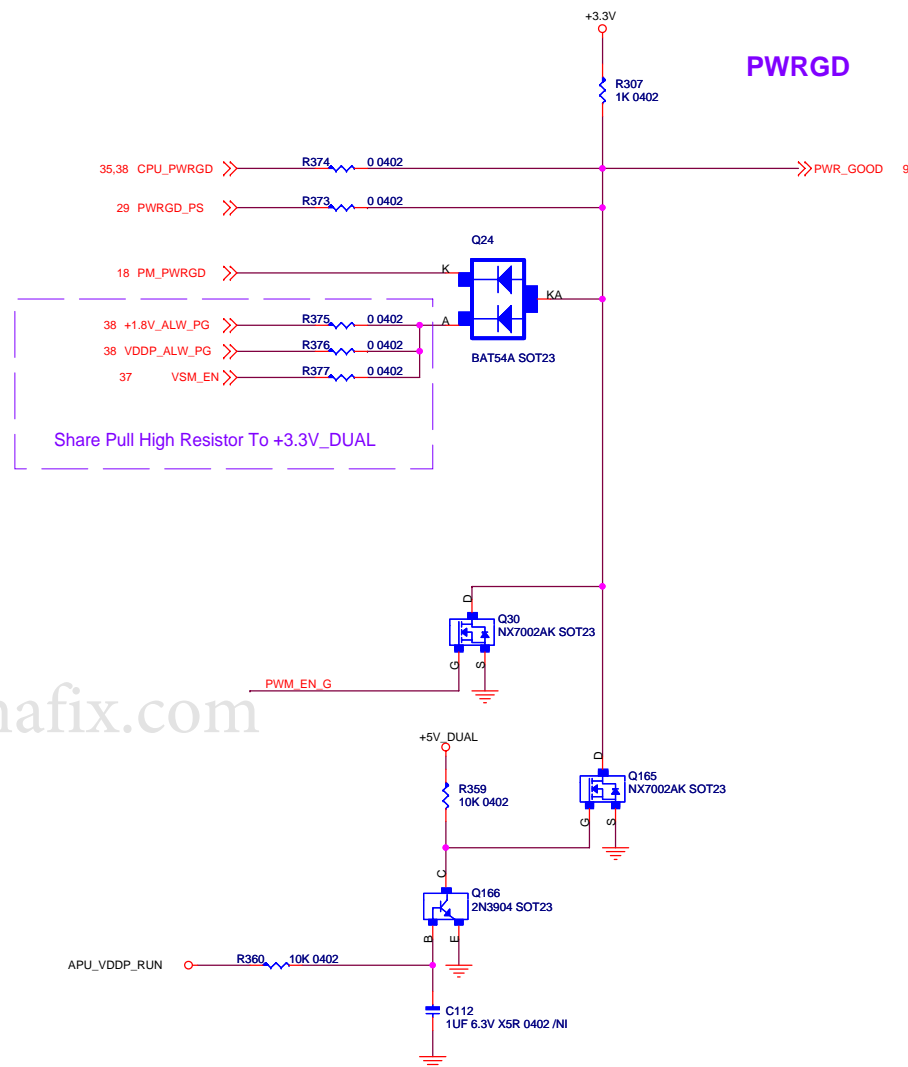 +3.3V
PWRGD
R307
1K 0402
35,38 CPU_PWRGD
R374
0 0402
PWR_GOOD 9
29 PWRGD_PS
R373
0 0402
Q24
18 PM_PWRGD
K
KA
38 +1.8V_ALW_PG
R375
0 0402
A
38 VDDP_ALW_PG
R376
0 0402
BAT54A SOT23
37 VSM_EN
R377
0 0402
Share Pull High Resistor To +3.3V_DUAL
D
Q30
NX7002AK SOT23
G
S
PWM_EN_G
nafix.com
+5V_DUAL
D
Q165
NX7002AK SOT23
R359
10K 0402
G
S
C
Q166
2N3904 SOT23
B
E
APU_VDDP_RUN
R360
10K 0402
C112
1UF 6.3V X5R 0402 /NI